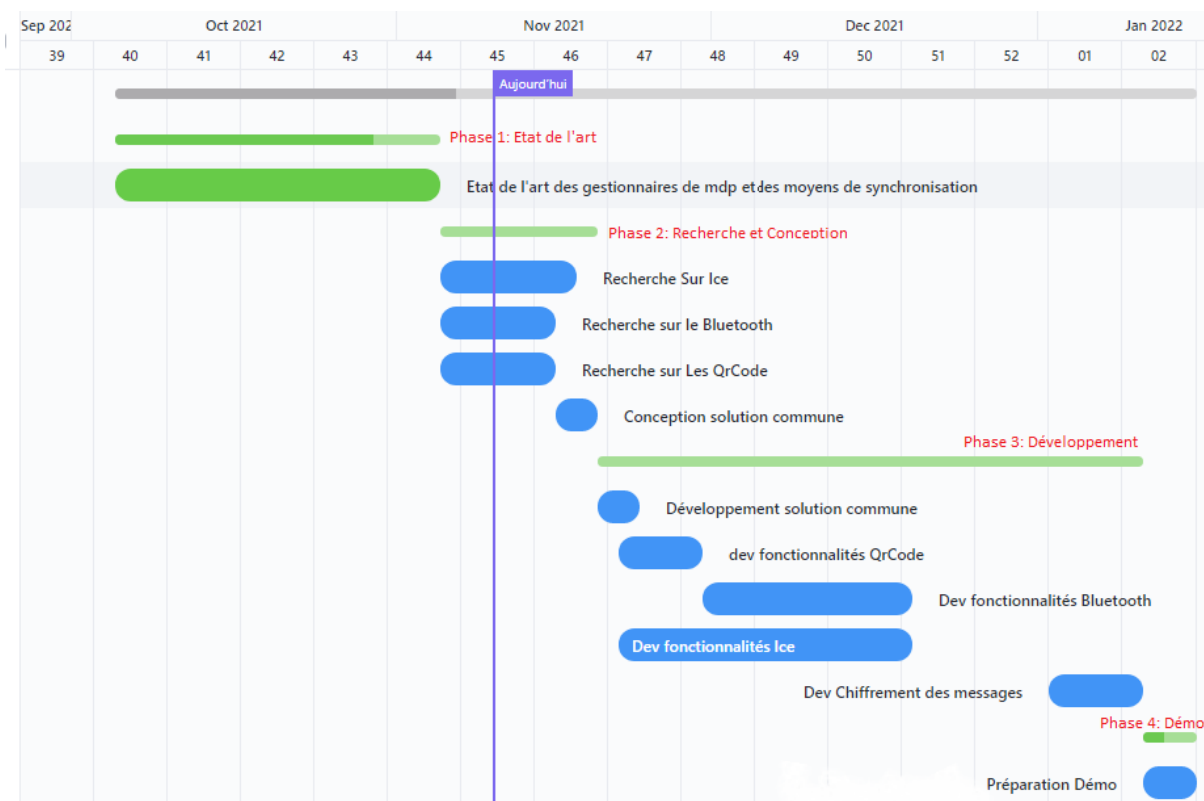 Sep 202 Oct 2021 Nov 2021 Dec 2021 Jan 2022
39 40 41 42 43 44 45 46 47 48 49 50 51 52 01 02
Aujourd'hui
Phase 1: Etat de l'art
Etat de l'art des gestionnaires de mdp et des moyens de synchronisation
Phase 2: Recherche et Conception
Recherche Sur Ice
Recherche sur le Bluetooth
Recherche sur Les QrCode
Conception solution commune
Phase 3: Développement
Développement solution commune
dev fonctionnalités QrCode
Dev fonctionnalités Bluetooth
Dev fonctionnalités Ice
Dev Chiffrement des messages
Phase 4: Démo
Préparation Démo